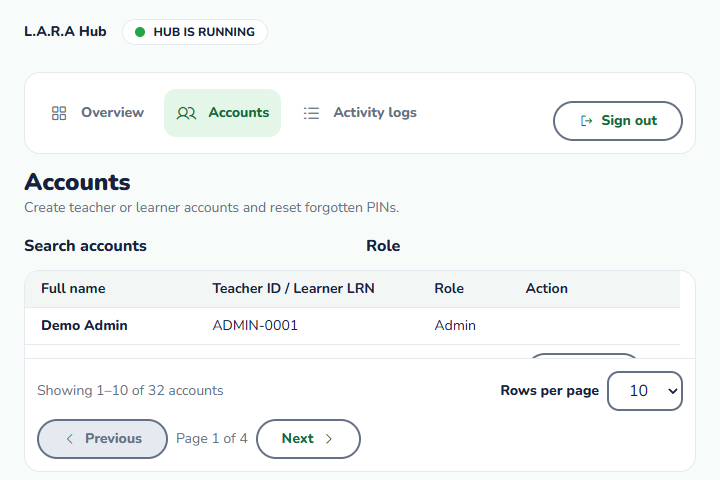 L.A.R.A Hub HUB IS RUNNING
Overview Accounts Activity logs Sign out
Accounts
Create teacher or learner accounts and reset forgotten PINs.
Search accounts Role
Full name Teacher ID / Learner LRN Role Action
Demo Admin ADMIN-0001 Admin
Showing 1–10 of 32 accounts Rows per page 10
Previous Page 1 of 4 Next